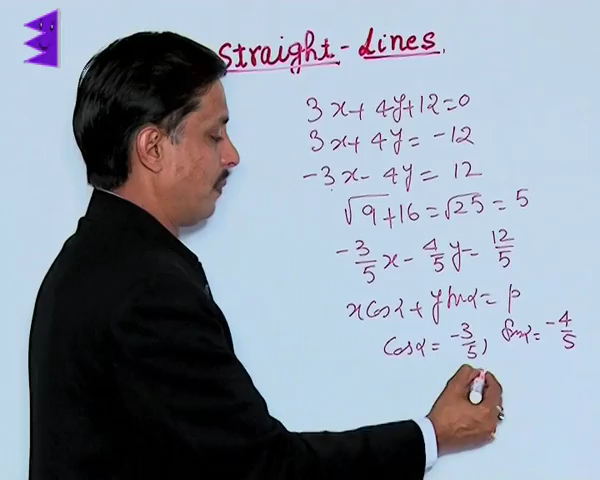 Straight - Lines.
3x + 4y + 12 = 0
3x + 4y = -12
-3x - 4y = 12
√9+16 = √25 = 5
-3/5 x - 4/5 y = 12/5
x cos α + y sin α = p
cos α = -3/5, sin α = -4/5